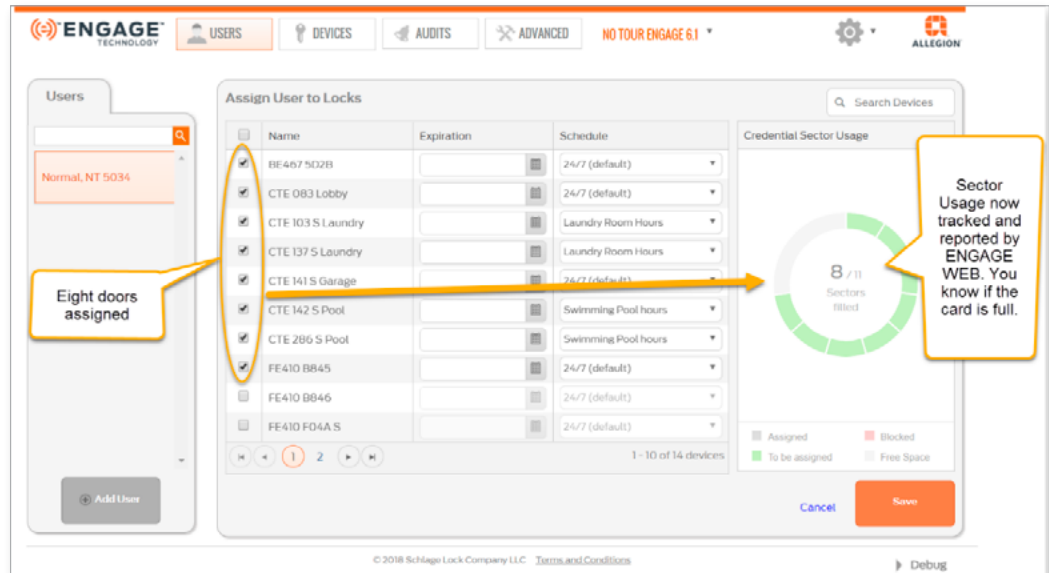 ENGAGE™
TECHNOLOGY
USERS
DEVICES
AUDITS
ADVANCED
NO TOUR ENGAGE 6.1
ALLEGION
Users
Normal, NT 5034
Add User
Assign User to Locks
Search Devices
Name Expiration Schedule
BE467 5D2B 24/7 (default)
CTE 083 Lobby 24/7 (default)
CTE 103 S Laundry Laundry Room Hours
CTE 137 S Laundry Laundry Room Hours
CTE 141 S Garage 24/7 (default)
CTE 142 S Pool Swimming Pool hours
CTE 286 S Pool Swimming Pool hours
FE410 B845 24/7 (default)
FE410 B846 24/7 (default)
FE410 F04A S 24/7 (default)
1 2
1 - 10 of 14 devices
Credential Sector Usage
8 / 11
Sectors
filled
Assigned Blocked
To be assigned Free Space
Cancel
Save
Eight doors
assigned
Sector
Usage now
tracked and
reported by
ENGAGE
WEB. You
know if the
card is full.
© 2018 Schlage Lock Company LLC Terms and Conditions
Debug